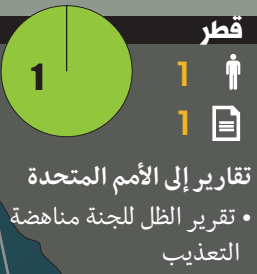 قطر
1
1
1
تقارير إلى الأمم المتحدة
• تقرير الظل للجنة مناهضة
التعذيب